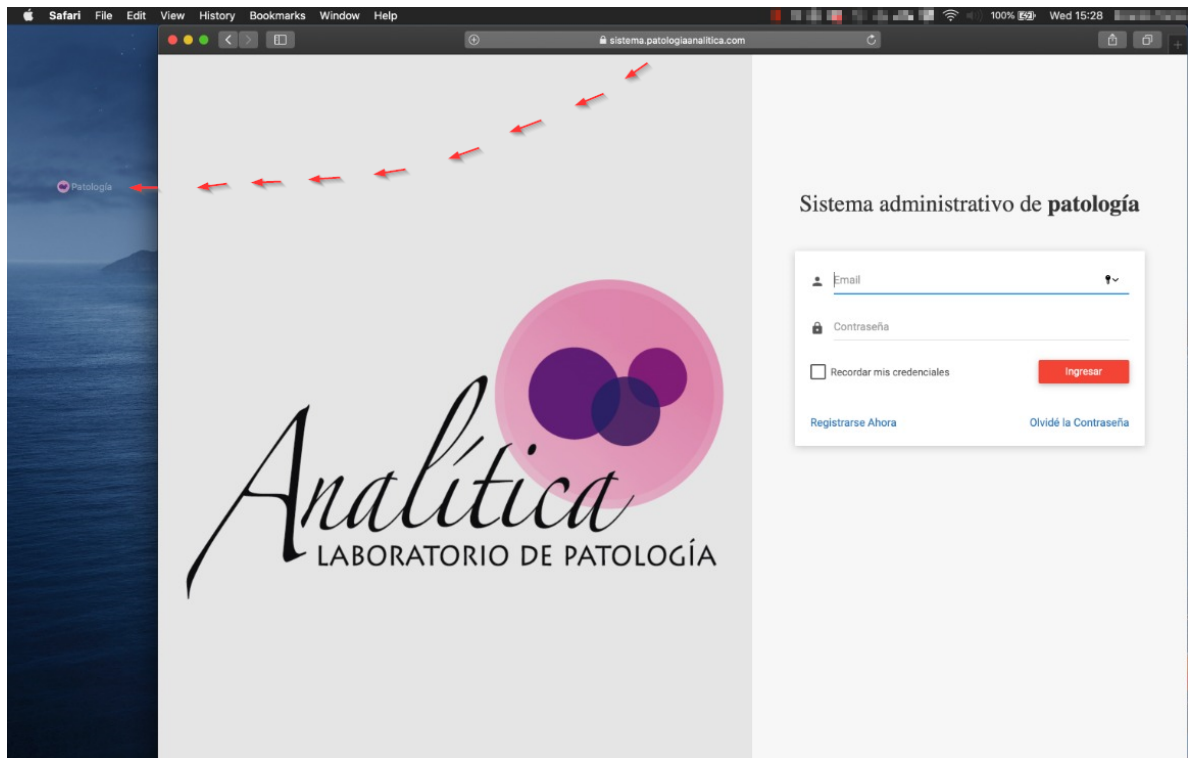 Safari File Edit View History Bookmarks Window Help
100% Wed 15:28
sistema.patologiaanalitica.com
Patología
Sistema administrativo de patología
Email
Contraseña
Recordar mis credenciales
Ingresar
Registrarse Ahora
Olvidé la Contraseña
Analítica
LABORATORIO DE PATOLOGÍA